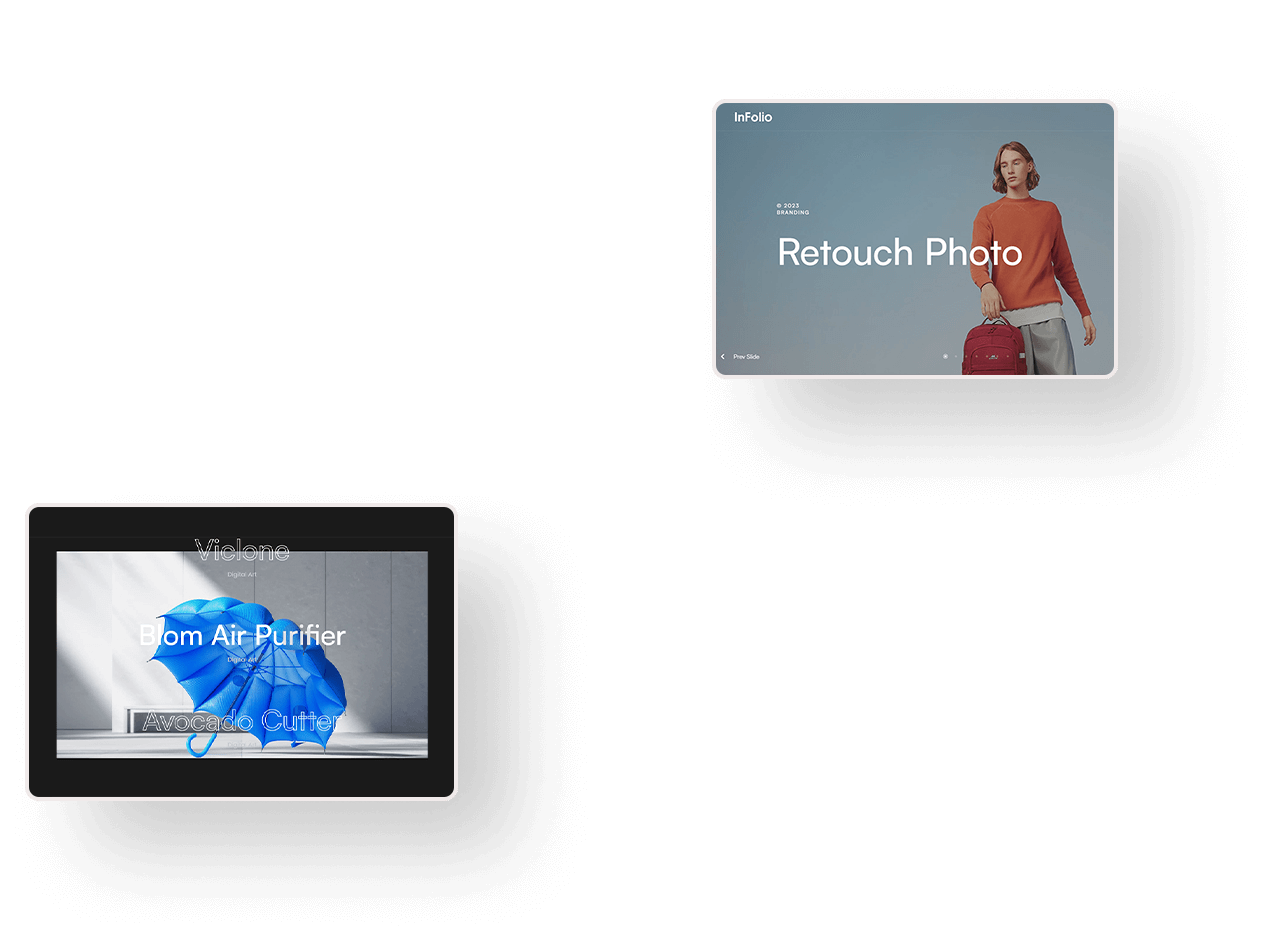 InFolio
© 2023
BRANDING
Retouch Photo
Prev Slide
Viclone
Digital Art
Blom Air Purifier
Digital Art
Avocado Cutter